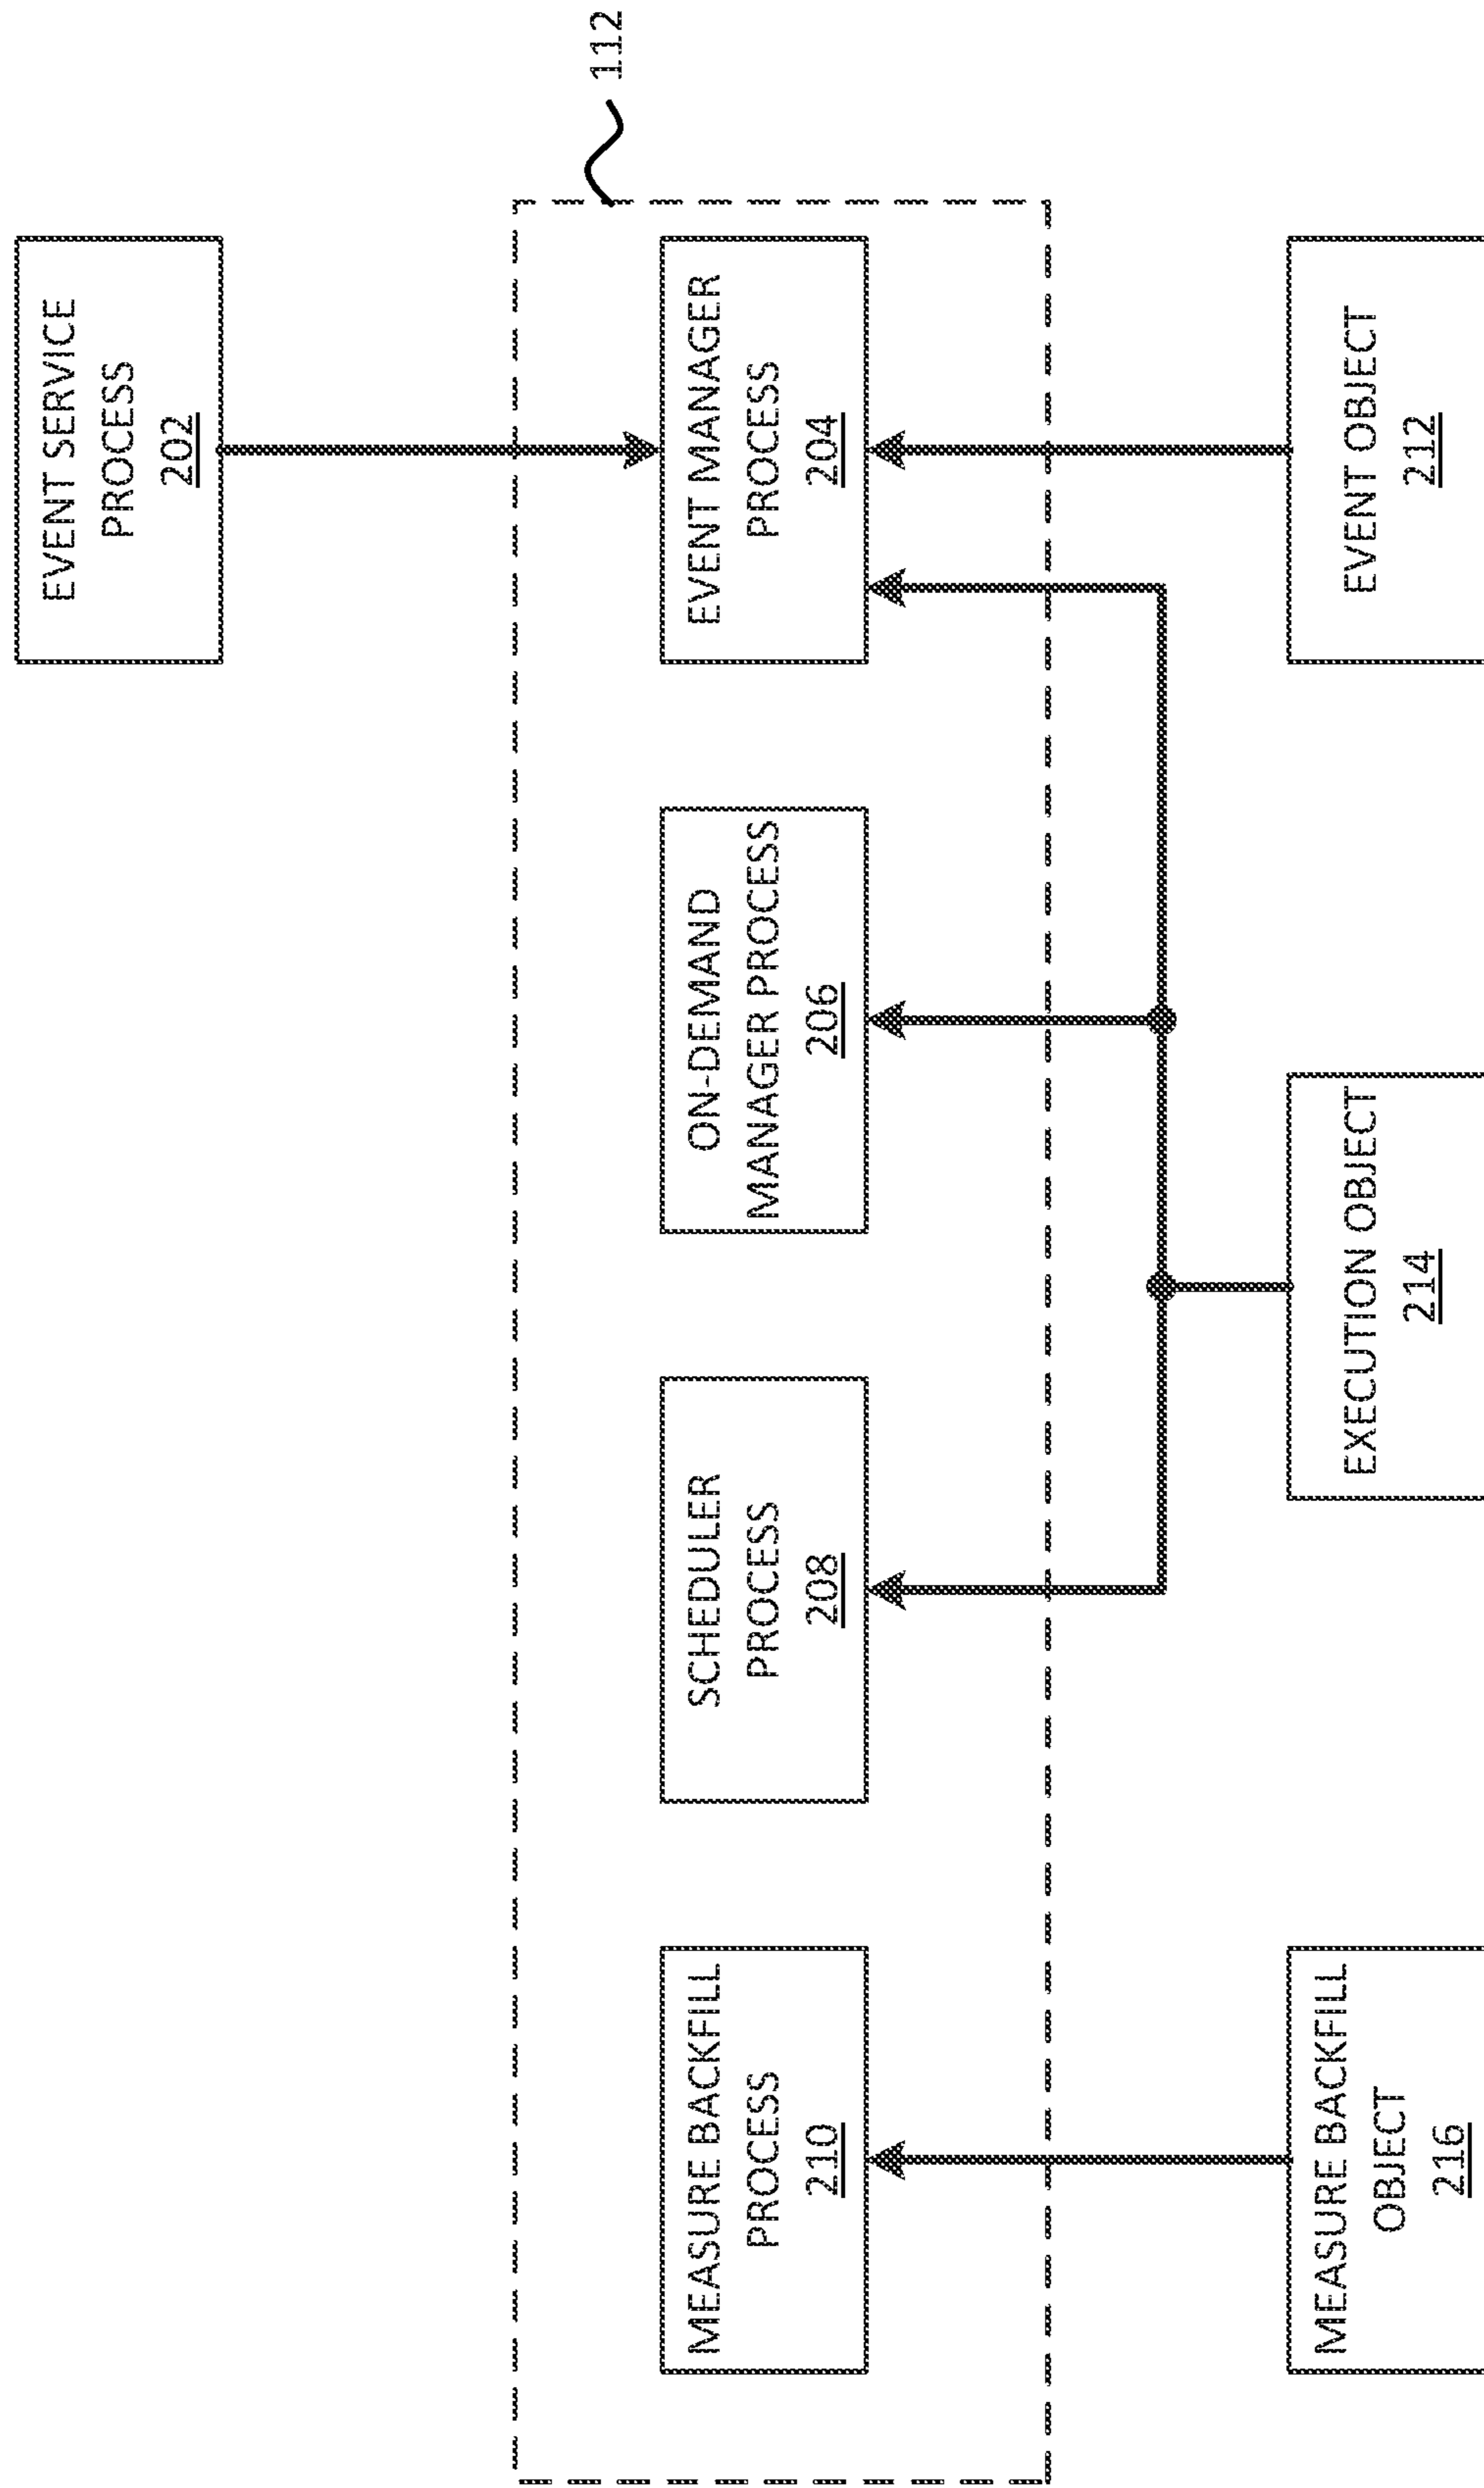 EVENT SERVICE
PROCESS
202
112
MEASURE BACKFILL
PROCESS
210
SCHEDULER
PROCESS
208
ON-DEMAND
MANAGER PROCESS
206
EVENT MANAGER
PROCESS
204
MEASURE BACKFILL
OBJECT
216
EXECUTION OBJECT
214
EVENT OBJECT
212